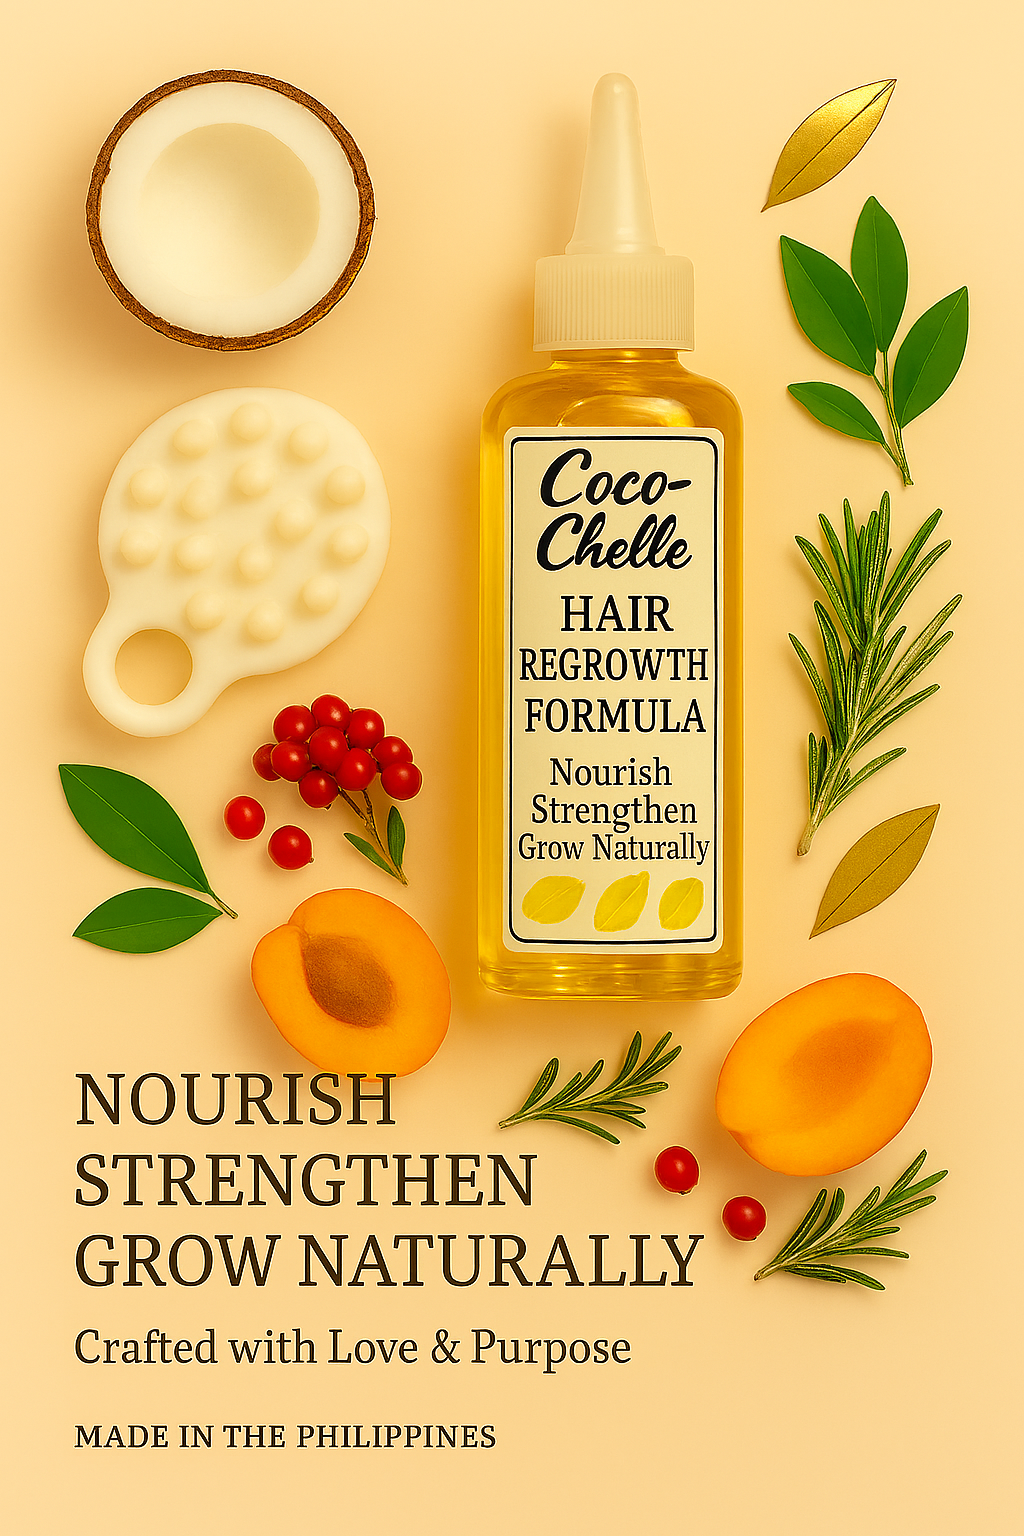 Coco-
Chelle
HAIR
REGROWTH
FORMULA
Nourish
Strengthen
Grow Naturally
NOURISH
STRENGTHEN
GROW NATURALLY
Crafted with Love & Purpose
MADE IN THE PHILIPPINES